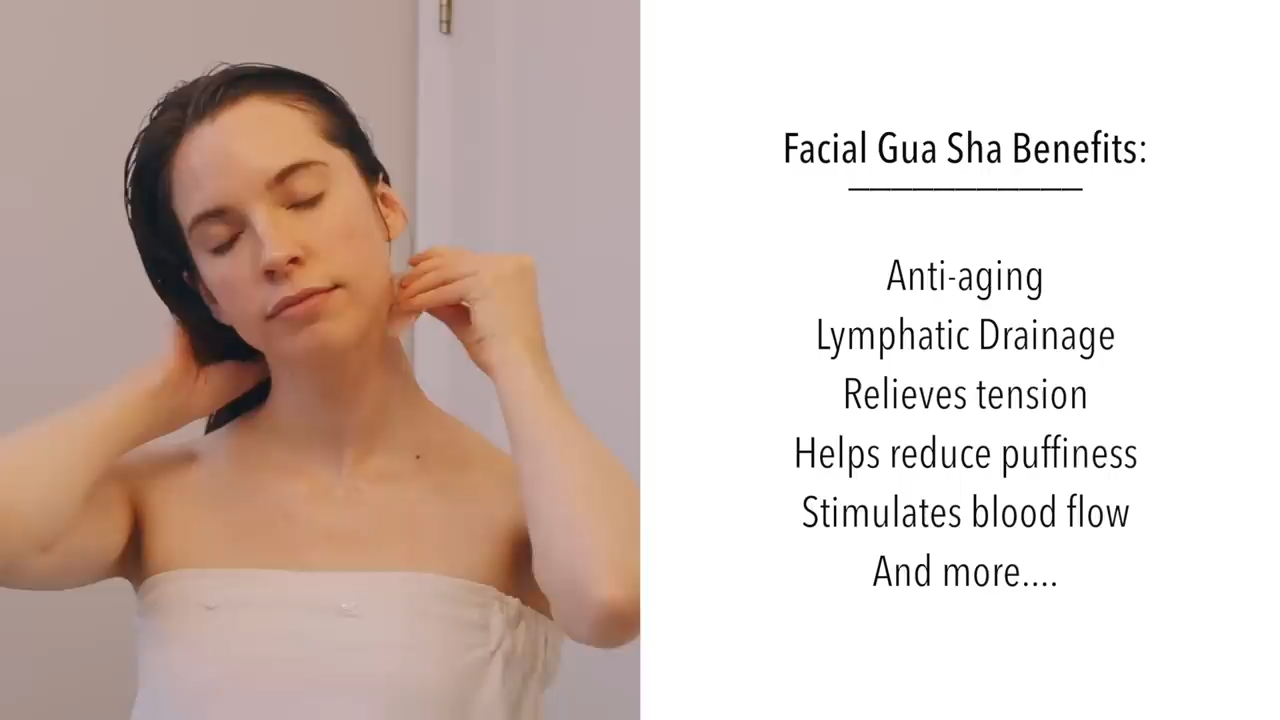 Facial Gua Sha Benefits:
Anti-aging
Lymphatic Drainage
Relieves tension
Helps reduce puffiness
Stimulates blood flow
And more....